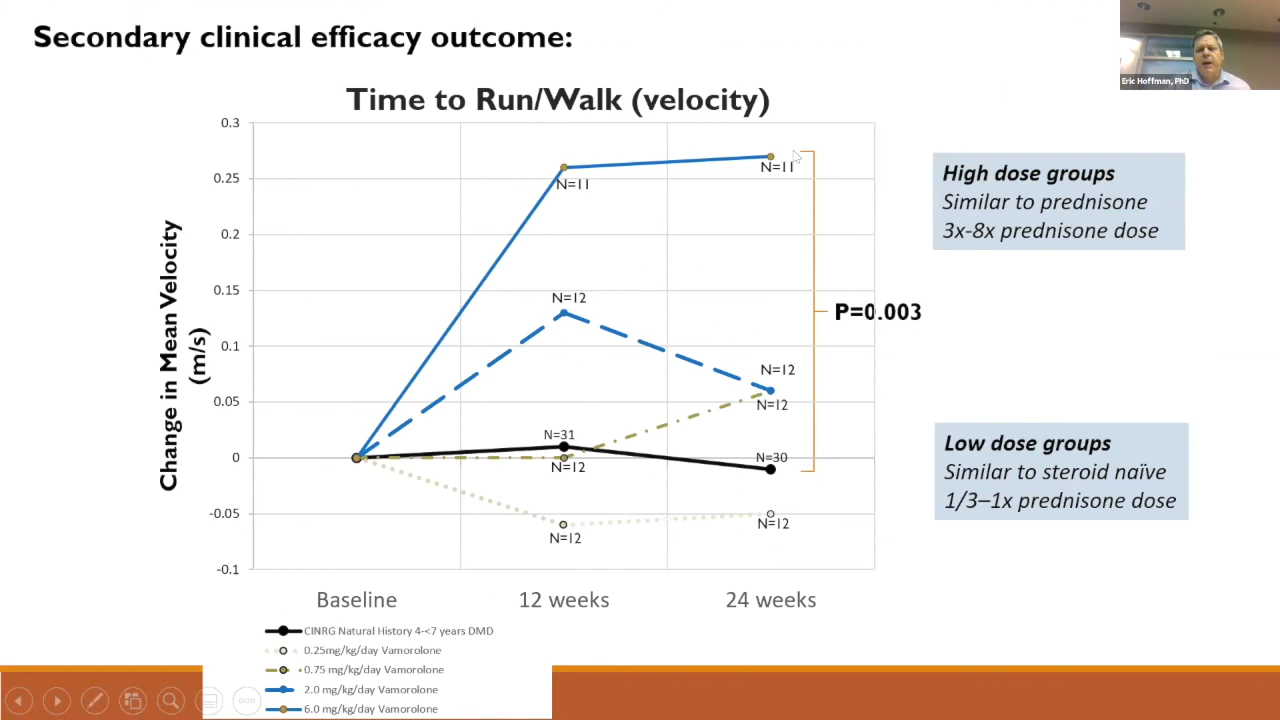 Secondary clinical efficacy outcome:
Eric Hoffman, PhD
Time to Run/Walk (velocity)
0.3
0.25
0.2
0.15
0.1
0.05
0
-0.05
-0.1
Change in Mean Velocity
(m/s)
N=11
N=11
N=12
N=12
N=12
N=31
N=30
N=12
N=12
N=12
P=0.003
High dose groups
Similar to prednisone
3x-8x prednisone dose
Low dose groups
Similar to steroid naïve
1/3–1x prednisone dose
Baseline
12 weeks
24 weeks
CINRG Natural History 4-<7 years DMD
0.25mg/kg/day Vamorolone
0.75 mg/kg/day Vamorolone
2.0 mg/kg/day Vamorolone
6.0 mg/kg/day Vamorolone